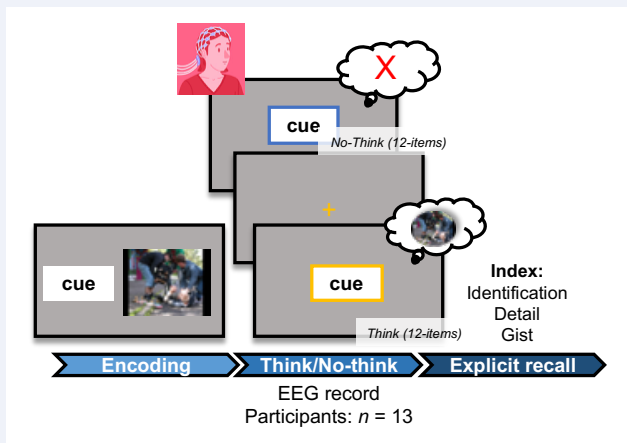 X
cue
No-Think (12-items)
+
cue
cue
Think (12-items)
Index:
Identification
Detail
Gist
Encoding
Think/No-think
Explicit recall
EEG record
Participants: n = 13